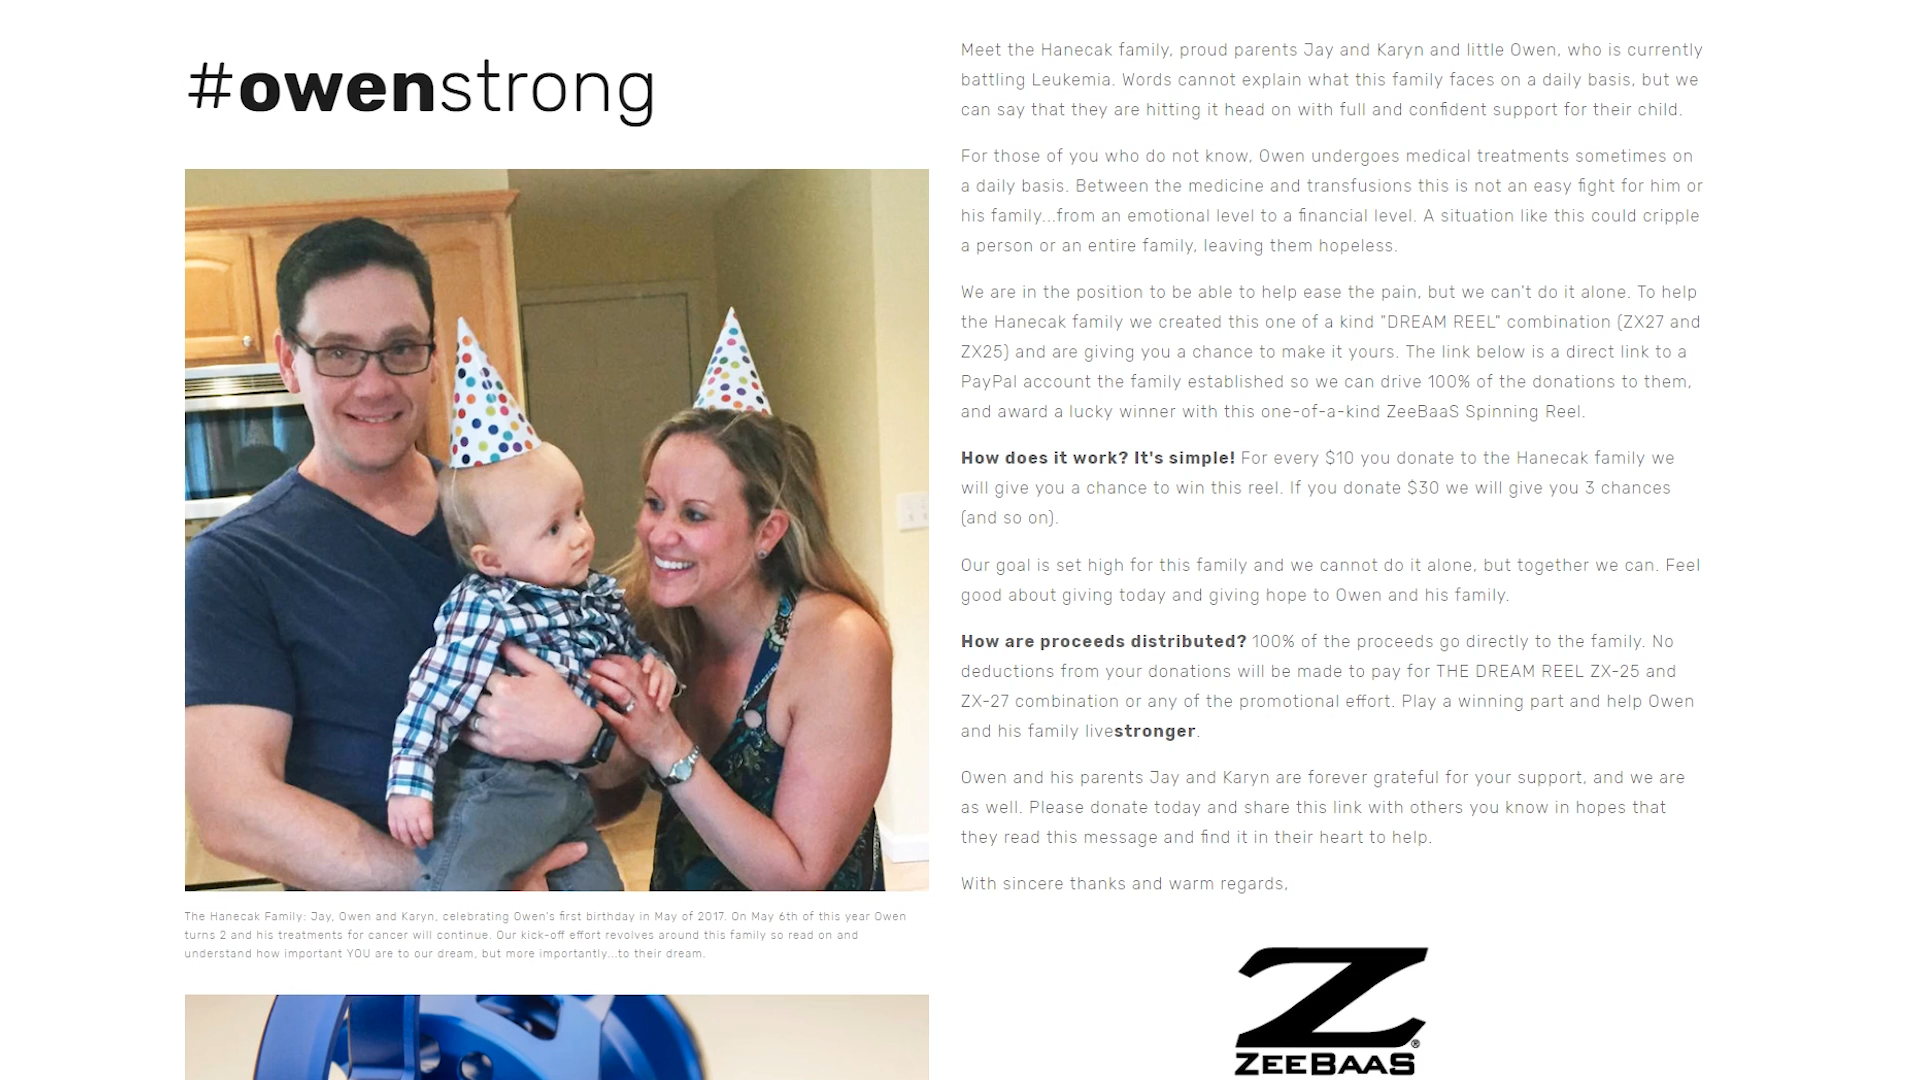 #owenstrong
The Hanecak Family: Jay, Owen and Karyn, celebrating Owen's first birthday in May of 2017. On May 6th of this year Owen
turns 2 and his treatments for cancer will continue. Our kick-off effort revolves around this family so read on and
understand how important YOU are to our dream, but more importantly...to their dream.
Meet the Hanecak family, proud parents Jay and Karyn and little Owen, who is currently
battling Leukemia. Words cannot explain what this family faces on a daily basis, but we
can say that they are hitting it head on with full and confident support for their child.
For those of you who do not know, Owen undergoes medical treatments sometimes on
a daily basis. Between the medicine and transfusions this is not an easy fight for him or
his family...from an emotional level to a financial level. A situation like this could cripple
a person or an entire family, leaving them hopeless.
We are in the position to be able to help ease the pain, but we can't do it alone. To help
the Hanecak family we created this one of a kind "DREAM REEL" combination (ZX27 and
ZX25) and are giving you a chance to make it yours. The link below is a direct link to a
PayPal account the family established so we can drive 100% of the donations to them,
and award a lucky winner with this one-of-a-kind ZeeBaaS Spinning Reel.
How does it work? It's simple! For every $10 you donate to the Hanecak family we
will give you a chance to win this reel. If you donate $30 we will give you 3 chances
(and so on).
Our goal is set high for this family and we cannot do it alone, but together we can. Feel
good about giving today and giving hope to Owen and his family.
How are proceeds distributed? 100% of the proceeds go directly to the family. No
deductions from your donations will be made to pay for THE DREAM REEL ZX-25 and
ZX-27 combination or any of the promotional effort. Play a winning part and help Owen
and his family livestronger.
Owen and his parents Jay and Karyn are forever grateful for your support, and we are
as well. Please donate today and share this link with others you know in hopes that
they read this message and find it in their heart to help.
With sincere thanks and warm regards,
Z®
ZEEBAAS